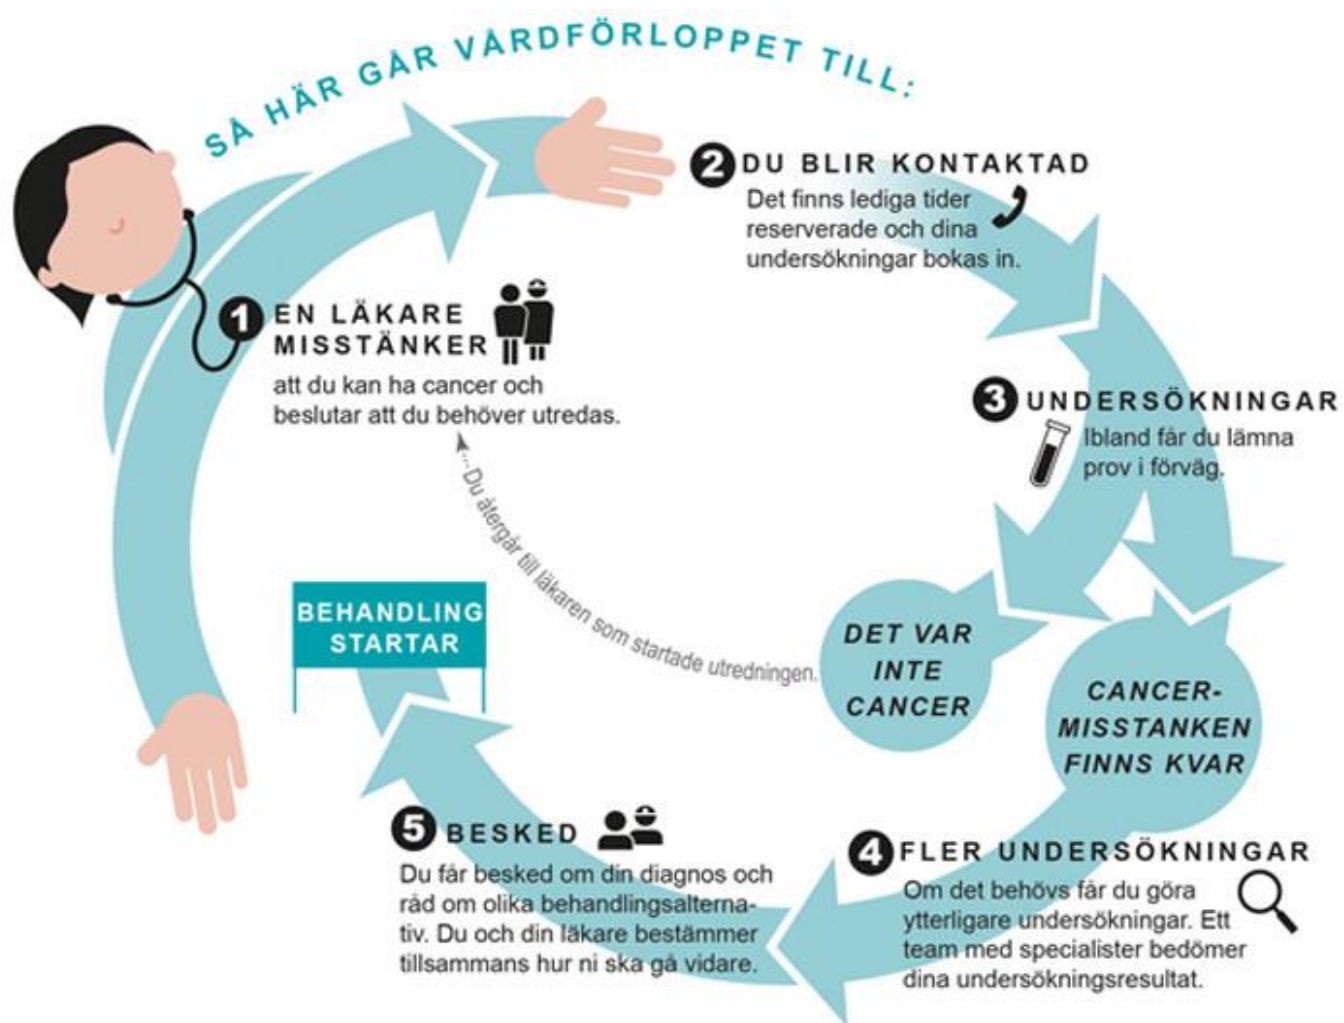 SÅ HÄR GÅR VÅRDFÖRLOPPET TILL:
1 EN LÄKARE
MISSTÄNKER
att du kan ha cancer och
beslutar att du behöver utredas.
2 DU BLIR KONTAKTAD
Det finns lediga tider
reserverade och dina
undersökningar bokas in.
3 UNDERSÖKNINGAR
Ibland får du lämna
prov i förväg.
DET VAR
INTE
CANCER
Du återgår till läkaren som startade utredningen.
CANCER-
MISSTANKEN
FINNS KVAR
4 FLER UNDERSÖKNINGAR
Om det behövs får du göra
ytterligare undersökningar. Ett
team med specialister bedömer
dina undersökningsresultat.
5 BESKED
Du får besked om din diagnos och
råd om olika behandlingsalterna-
tiv. Du och din läkare bestämmer
tillsammans hur ni ska gå vidare.
BEHANDLING
STARTAR